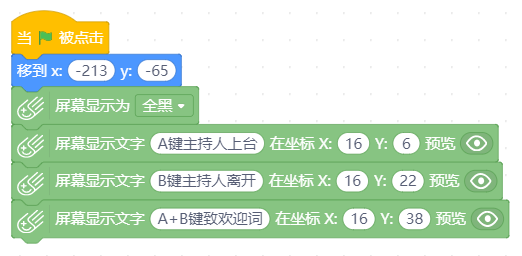 当 被点击
移到 x: -213 y: -65
屏幕显示为 全黑
屏幕显示文字 A键主持人上台 在坐标 X: 16 Y: 6 预览
屏幕显示文字 B键主持人离开 在坐标 X: 16 Y: 22 预览
屏幕显示文字 A+B键致欢迎词 在坐标 X: 16 Y: 38 预览